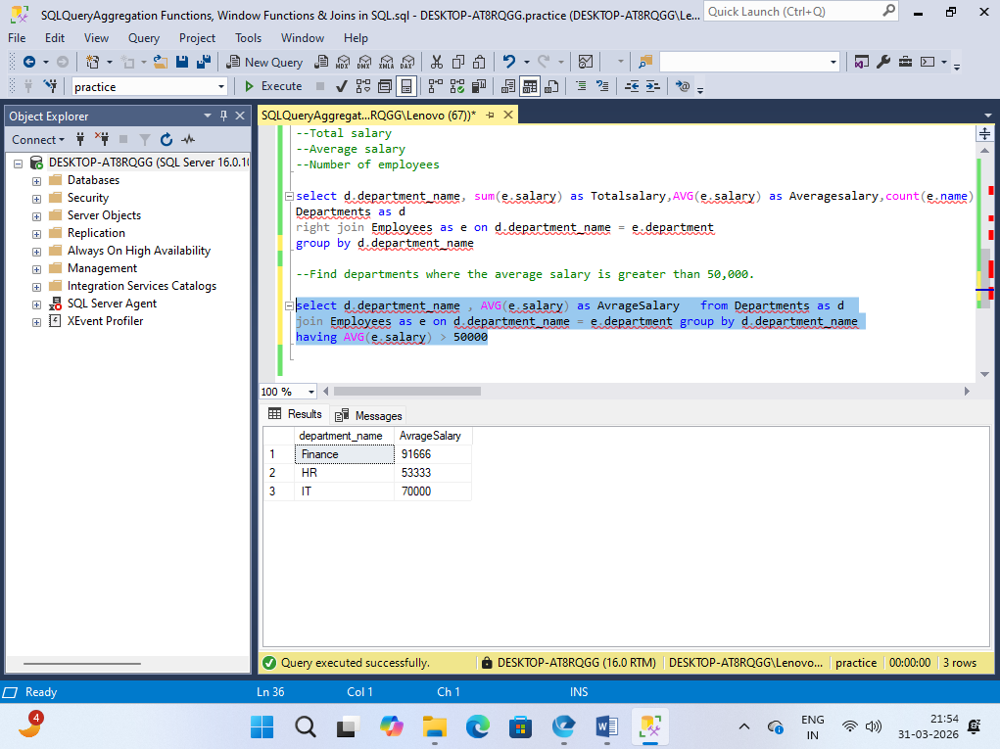 SQLQueryAggregation Functions, Window Functions & Joins in SQL.sql - DESKTOP-AT8RQGG.practice (DESKTOP-AT8RQGG\Le...
Quick Launch (Ctrl+Q)
File Edit View Query Project Tools Window Help
New Query MDX DMX XMLA DAX
practice Execute
Object Explorer
SQLQueryAggregat...RQGG\Lenovo (67))*
Connect
DESKTOP-AT8RQGG (SQL Server 16.0.10
Databases
Security
Server Objects
Replication
Always On High Availability
Management
Integration Services Catalogs
SQL Server Agent
XEvent Profiler
--Total salary
--Average salary
--Number of employees
select d.department_name, sum(e.salary) as Totalsalary,AVG(e.salary) as Averagesalary,count(e.name)
Departments as d
right join Employees as e on d.department_name = e.department
group by d.department_name
--Find departments where the average salary is greater than 50,000.
select d.department_name , AVG(e.salary) as AvrageSalary   from Departments as d
join Employees as e on d.department_name = e.department group by d.department_name
having AVG(e.salary) > 50000
100 %
Results Messages
department_name AvrageSalary
1 Finance 91666
2 HR 53333
3 IT 70000
Query executed successfully. DESKTOP-AT8RQGG (16.0 RTM) DESKTOP-AT8RQGG\Lenovo... practice 00:00:00 3 rows
Ready Ln 36 Col 1 Ch 1 INS
4
ENG
IN
21:54
31-03-2026